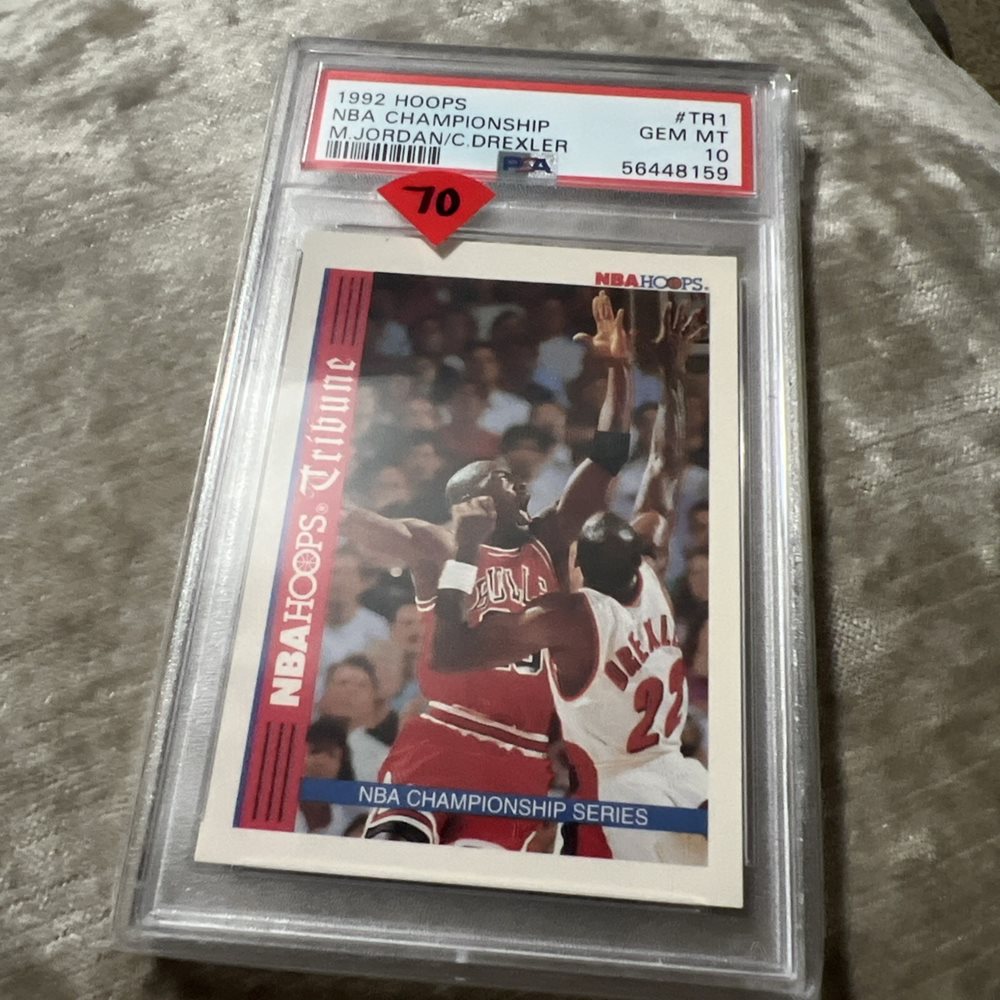 1992 HOOPS #TR1
NBA CHAMPIONSHIP GEM MT
M.JORDAN/C.DREXLER 10
PSA 56448159
70
NBAHOOPS®
NBAHOOPS® Tribune
BULLS
DREXL
22
NBA CHAMPIONSHIP SERIES